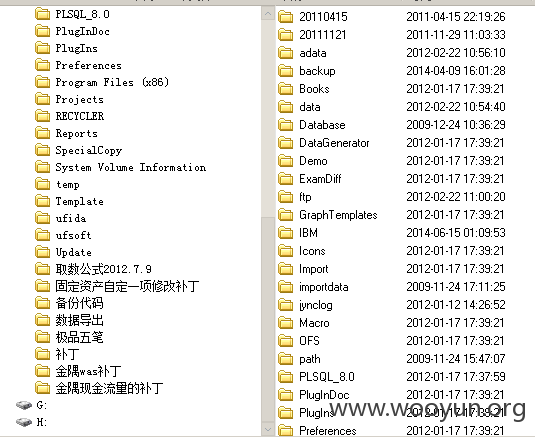 PLSQL_8.0
PlugInDoc
PlugIns
Preferences
Program Files (x86)
Projects
RECYCLER
Reports
SpecialCopy
System Volume Information
temp
Template
ufida
ufsoft
Update
取数公式2012.7.9
固定资产自定一项修改补丁
备份代码
数据导出
极品五笔
补丁
金隅was补丁
金隅现金流量的补丁
G:
H:
20110415 2011-04-15 22:19:26
20111121 2011-11-29 11:03:33
adata 2012-02-22 10:56:10
backup 2014-04-09 16:01:28
Books 2012-01-17 17:39:21
data 2012-02-22 10:54:40
Database 2009-12-24 10:36:29
DataGenerator 2012-01-17 17:39:21
Demo 2012-01-17 17:39:21
ExamDiff 2012-01-17 17:39:21
ftp 2012-02-22 11:00:20
GraphTemplates 2012-01-17 17:39:21
IBM 2014-06-15 01:09:53
Icons 2012-01-17 17:39:21
Import 2012-01-17 17:39:21
importdata 2009-11-24 17:11:25
jynclog 2012-01-12 14:26:52
Macro 2012-01-17 17:39:21
OFS 2012-01-17 17:39:21
path 2009-11-24 15:47:07
PLSQL_8.0 2012-01-17 17:37:59
PlugInDoc 2012-01-17 17:39:21
PlugIns 2012-01-17 17:39:21
Preferences 2012-01-17 17:39:21
www.wooyun.org